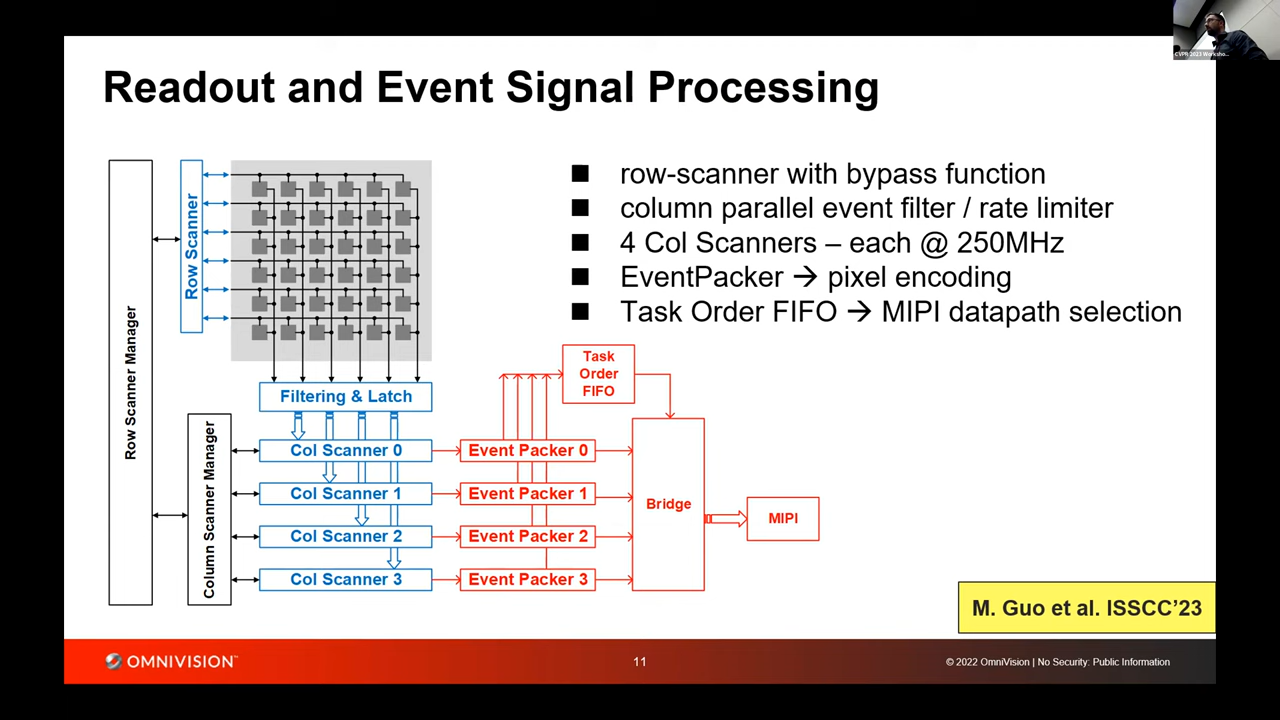 CVPR 2023 Worksho...
Readout and Event Signal Processing
row-scanner with bypass function
column parallel event filter / rate limiter
4 Col Scanners – each @ 250MHz
EventPacker → pixel encoding
Task Order FIFO → MIPI datapath selection
Row Scanner Manager
Row Scanner
Filtering & Latch
Column Scanner Manager
Col Scanner 0
Col Scanner 1
Col Scanner 2
Col Scanner 3
Task
Order
FIFO
Event Packer 0
Event Packer 1
Event Packer 2
Event Packer 3
Bridge
MIPI
M. Guo et al. ISSCC’23
OMNIVISION™
11
© 2022 OmniVision | No Security: Public Information